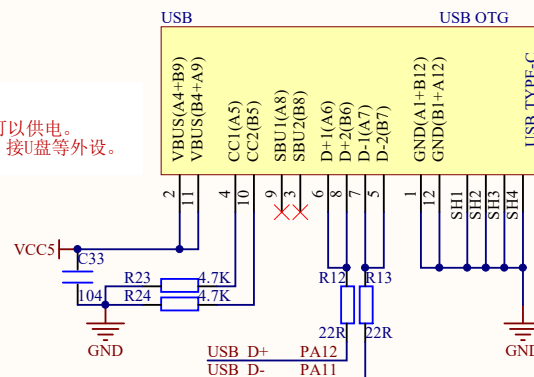 USB
USB OTG
可以供电。
接U盘等外设。
VBUS(A4+B9)
VBUS(B4+A9)
CC1(A5)
CC2(B5)
SBU1(A8)
SBU2(B8)
D+1(A6)
D+2(B6)
D-1(A7)
D-2(B7)
GND(A1+B12)
GND(B1+A12)
USB TYPE-C
2
11
4
10
9
3
6
8
7
5
1
12
SH1
SH2
SH3
SH4
VCC5
C33
104
R23
4.7K
R24
4.7K
R12
R13
22R
22R
GND
GND
USB D+
PA12
USB D-
PA11